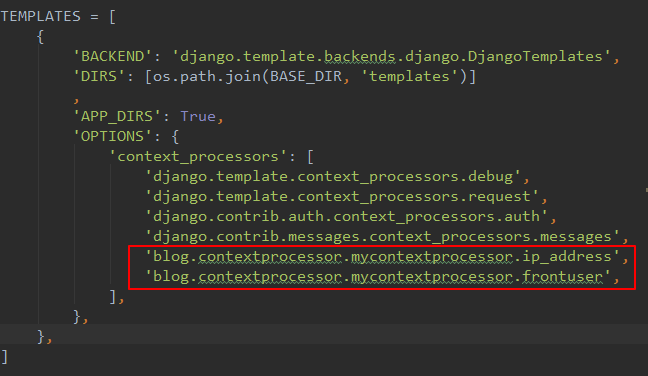 TEMPLATES = [
    {
        'BACKEND': 'django.template.backends.django.DjangoTemplates',
        'DIRS': [os.path.join(BASE_DIR, 'templates')]
        ,
        'APP_DIRS': True,
        'OPTIONS': {
            'context_processors': [
                'django.template.context_processors.debug',
                'django.template.context_processors.request',
                'django.contrib.auth.context_processors.auth',
                'django.contrib.messages.context_processors.messages',
                'blog.contextprocessor.mycontextprocessor.ip_address',
                'blog.contextprocessor.mycontextprocessor.frontuser',
            ],
        },
    },
]